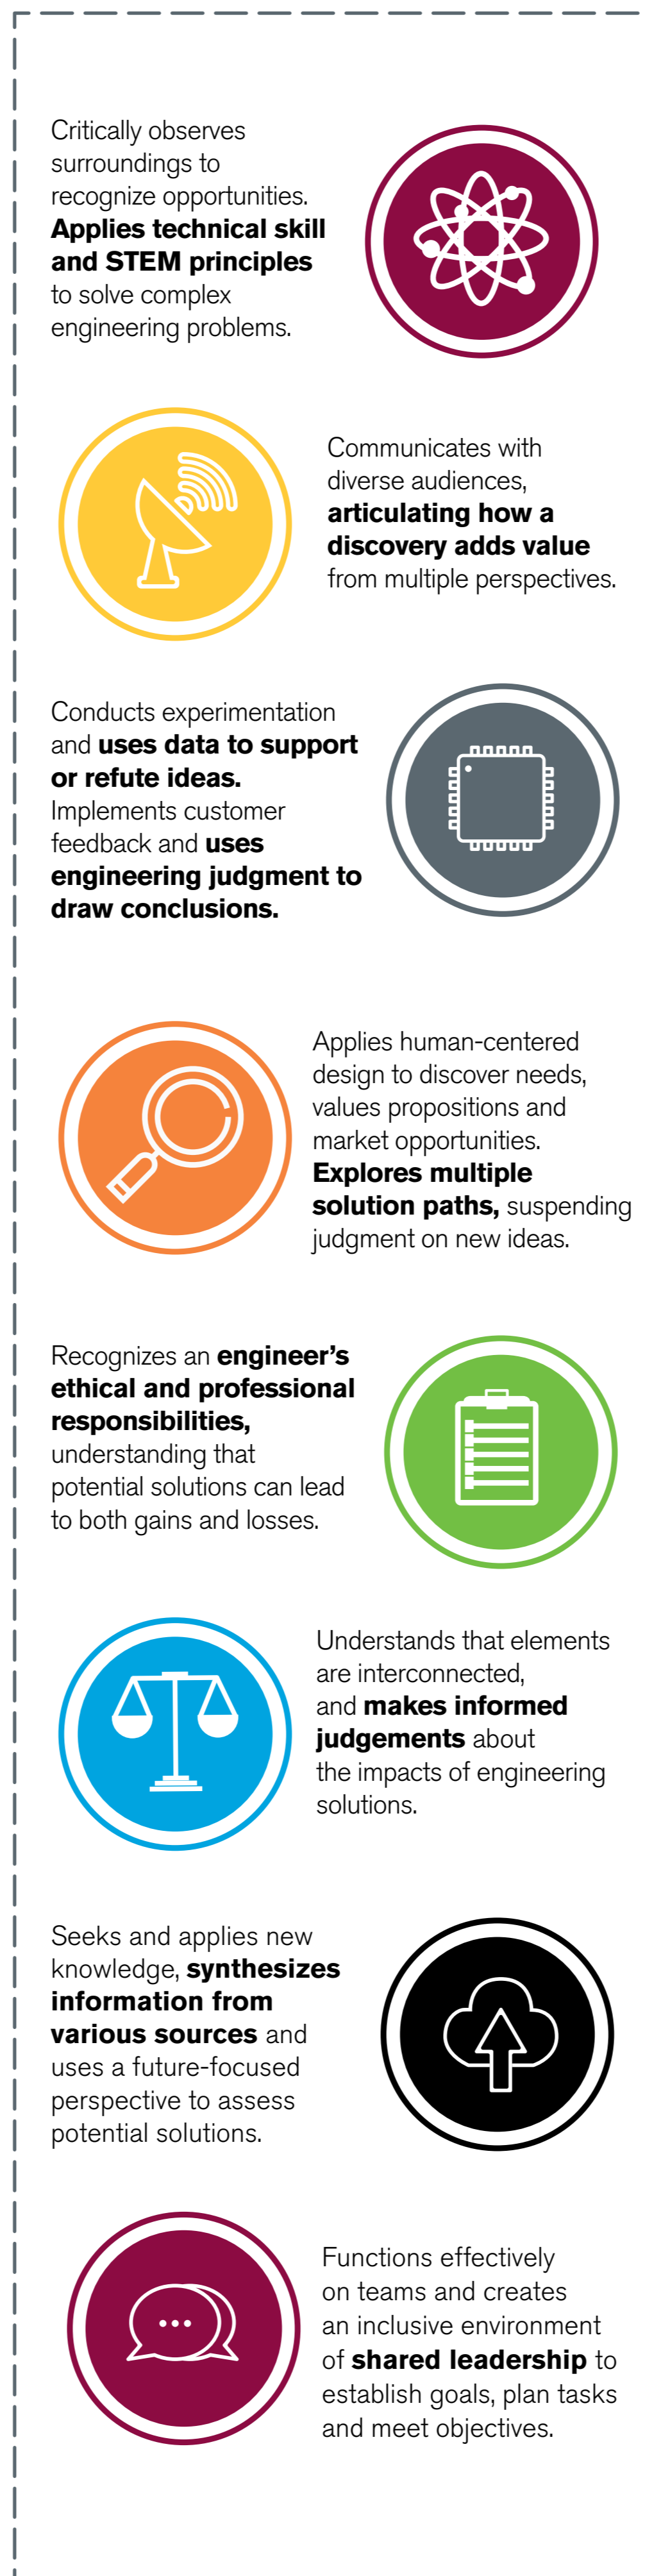 Critically observes
surroundings to
recognize opportunities.
Applies technical skill
and STEM principles
to solve complex
engineering problems.
Communicates with
diverse audiences,
articulating how a
discovery adds value
from multiple perspectives.
Conducts experimentation
and uses data to support
or refute ideas.
Implements customer
feedback and uses
engineering judgment to
draw conclusions.
Applies human-centered
design to discover needs,
values propositions and
market opportunities.
Explores multiple
solution paths, suspending
judgment on new ideas.
Recognizes an engineer’s
ethical and professional
responsibilities,
understanding that
potential solutions can lead
to both gains and losses.
Understands that elements
are interconnected,
and makes informed
judgements about
the impacts of engineering
solutions.
Seeks and applies new
knowledge, synthesizes
information from
various sources and
uses a future-focused
perspective to assess
potential solutions.
Functions effectively
on teams and creates
an inclusive environment
of shared leadership to
establish goals, plan tasks
and meet objectives.